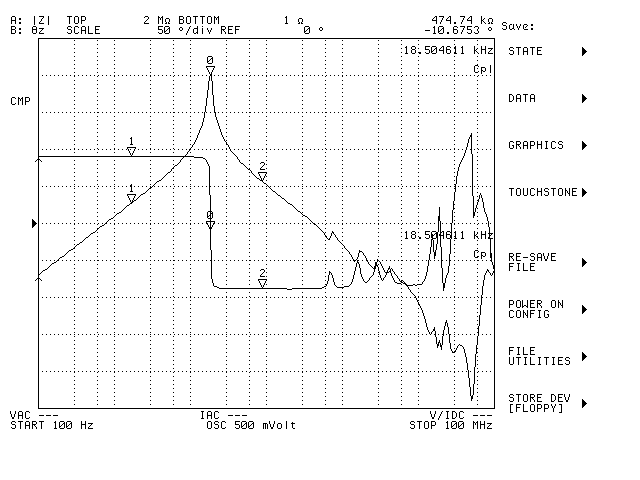 A: |Z| TOP 2 MΩ BOTTOM 1 Ω 474.74 kΩ
B: θz SCALE 50 °/div REF 0 ° -10.6753 °
Save:
18.504611 kHz
Cpl
0
STATE
CMP
DATA
1
GRAPHICS
2
1
TOUCHSTONE
0
18.504611 kHz
Cpl
2
RE-SAVE
FILE
POWER ON
CONFIG
FILE
UTILITIES
STORE DEV
[FLOPPY]
VAC --- IAC --- V/IDC ---
START 100 Hz OSC 500 mVolt STOP 100 MHz